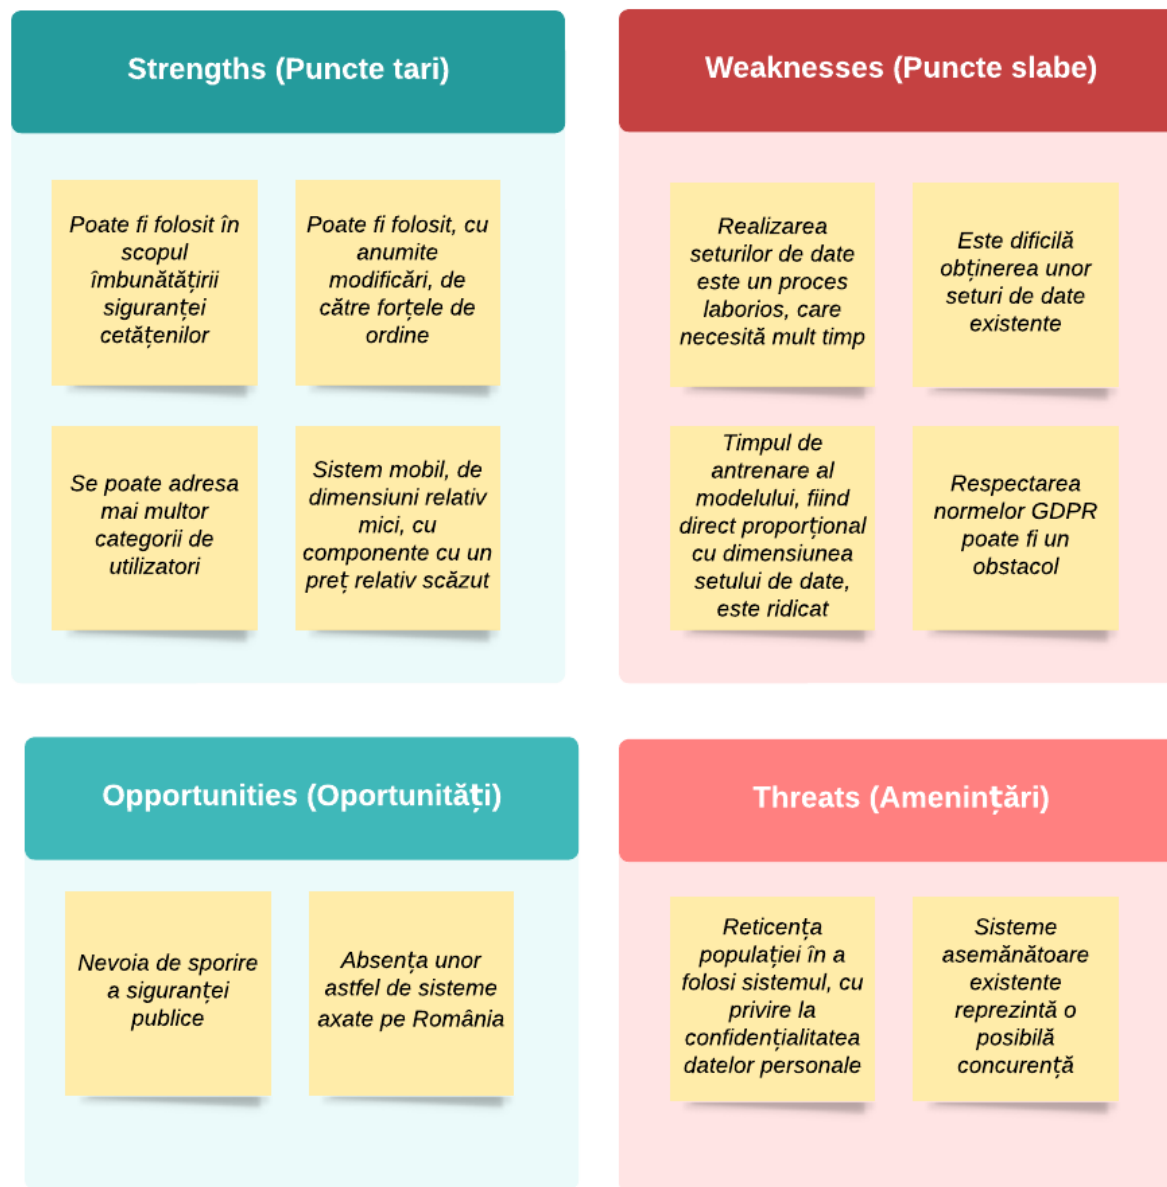 Strengths (Puncte tari)
Poate fi folosit în
scopul
îmbunătățirii
siguranței
cetățenilor
Poate fi folosit, cu
anumite
modificări, de
către forțele de
ordine
Se poate adresa
mai multor
categorii de
utilizatori
Sistem mobil, de
dimensiuni relativ
mici, cu
componente cu un
preț relativ scăzut
Weaknesses (Puncte slabe)
Realizarea
seturilor de date
este un proces
laborios, care
necesită mult timp
Este dificilă
obținerea unor
seturi de date
existente
Timpul de
antrenare al
modelului, fiind
direct proporțional
cu dimensiunea
setului de date,
este ridicat
Respectarea
normelor GDPR
poate fi un
obstacol
Opportunities (Oportunități)
Nevoia de sporire
a siguranței
publice
Absența unor
astfel de sisteme
axate pe România
Threats (Amenințări)
Reticența
populației în a
folosi sistemul, cu
privire la
confidențialitatea
datelor personale
Sisteme
asemănătoare
existente
reprezintă o
posibilă
concurență